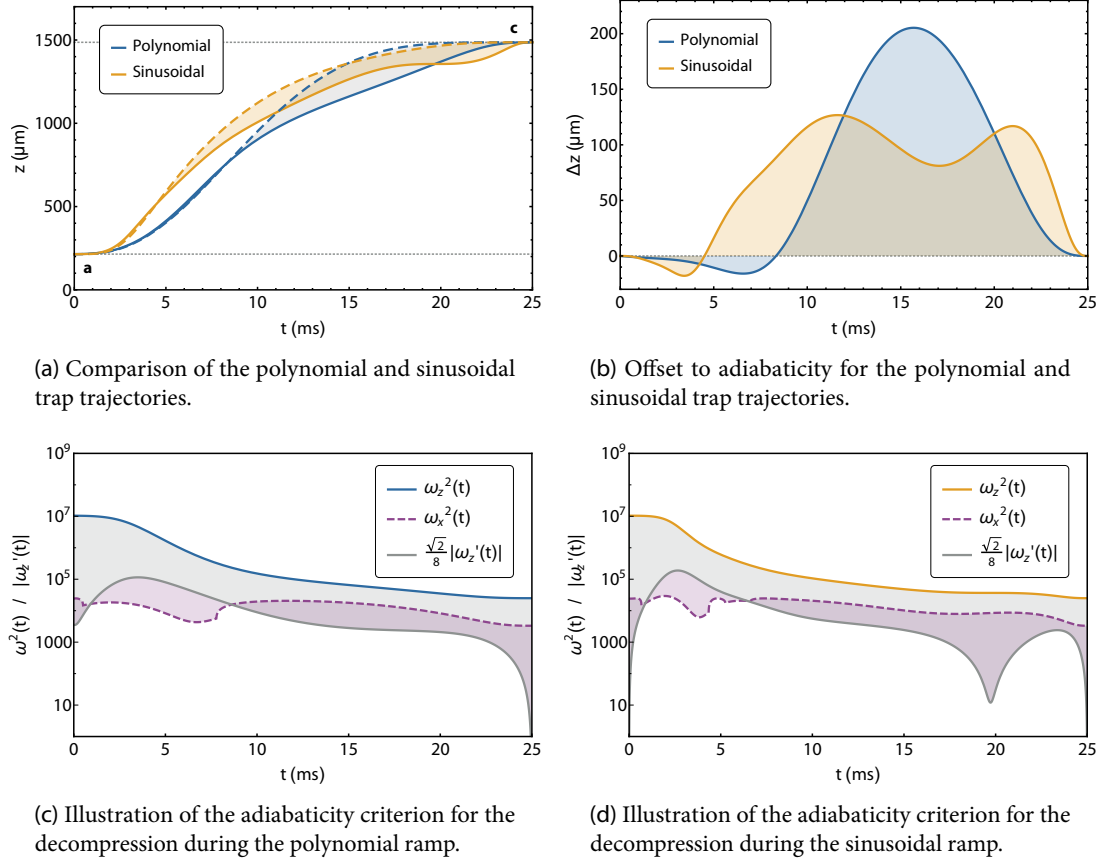 c
1500
1000
500
0
z (μm)
Polynomial
Sinusoidal
a
0
5
10
15
20
25
t (ms)
200
150
100
50
0
Δz (μm)
Polynomial
Sinusoidal
0
5
10
15
20
25
t (ms)
(a) Comparison of the polynomial and sinusoidal
trap trajectories.
(b) Offset to adiabaticity for the polynomial and
sinusoidal trap trajectories.
10⁹
10⁷
10⁵
1000
10
ω²(t) / |ω_z'(t)|
ω_z²(t)
ω_x²(t)
√2/8 |ω_z'(t)|
0
5
10
15
20
25
t (ms)
10⁹
10⁷
10⁵
1000
10
ω²(t) / |ω_z'(t)|
ω_z²(t)
ω_x²(t)
√2/8 |ω_z'(t)|
0
5
10
15
20
25
t (ms)
(c) Illustration of the adiabaticity criterion for the
decompression during the polynomial ramp.
(d) Illustration of the adiabaticity criterion for the
decompression during the sinusoidal ramp.